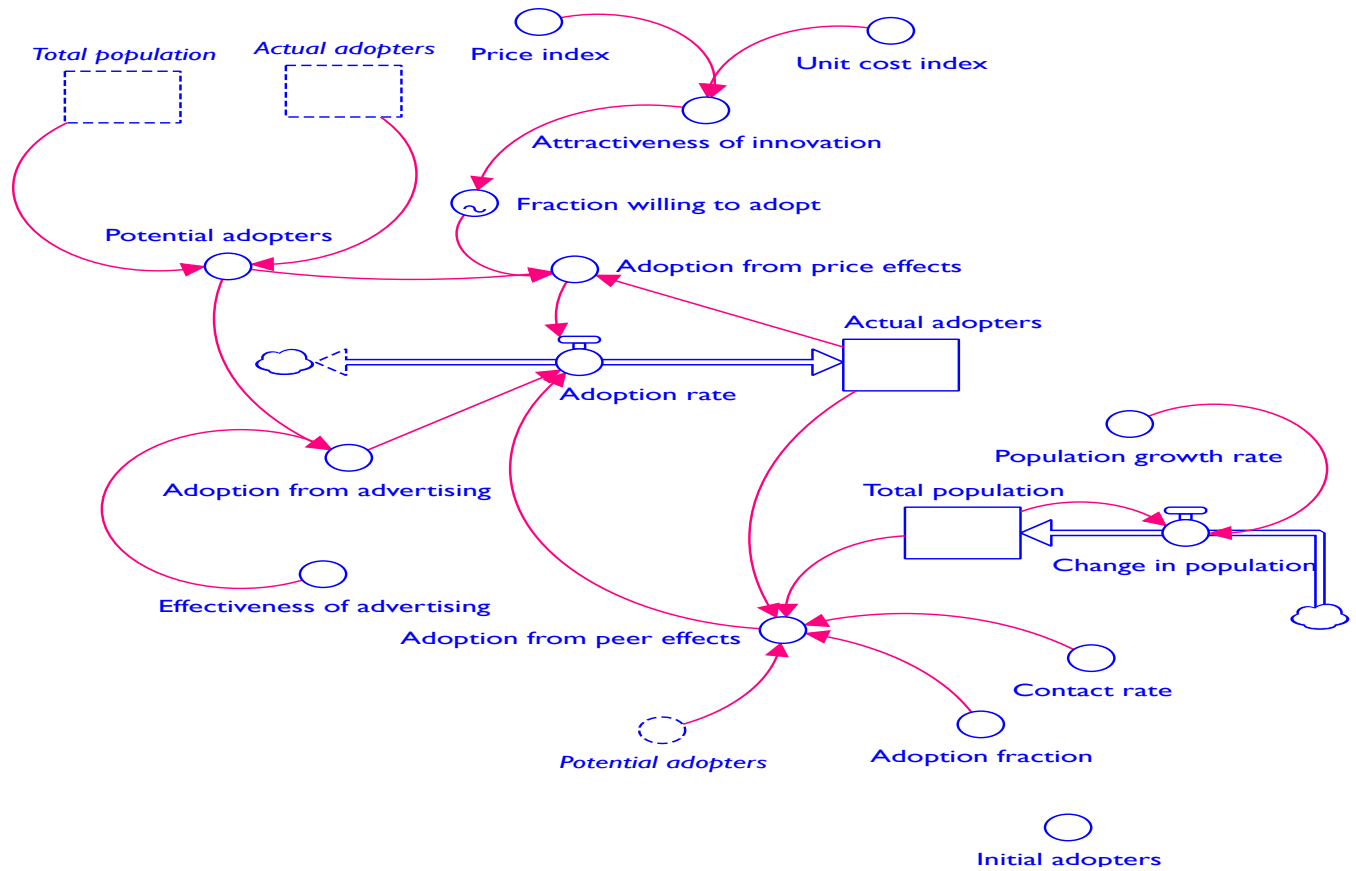 Price index
Unit cost index
Total population
Actual adopters
Attractiveness of innovation
Fraction willing to adopt
Potential adopters
Adoption from price effects
Actual adopters
Adoption rate
Population growth rate
Adoption from advertising
Total population
Change in population
Effectiveness of advertising
Adoption from peer effects
Contact rate
Potential adopters
Adoption fraction
Initial adopters